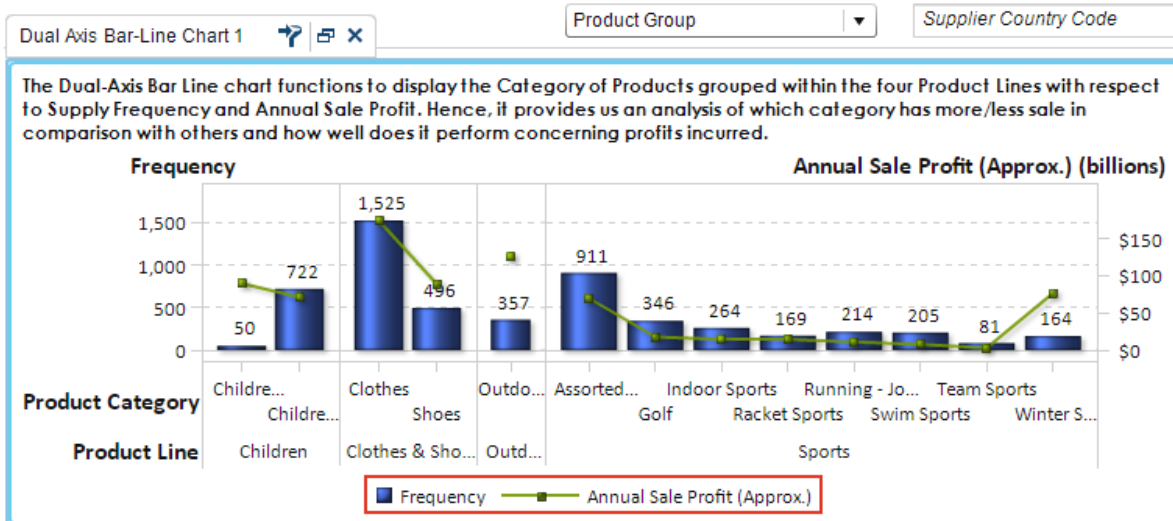 Product Group
Supplier Country Code
Dual Axis Bar-Line Chart 1
The Dual-Axis Bar Line chart functions to display the Category of Products grouped within the four Product Lines with respect
to Supply Frequency and Annual Sale Profit. Hence, it provides us an analysis of which category has more/less sale in
comparison with others and how well does it perform concerning profits incurred.
Frequency
Annual Sale Profit (Approx.) (billions)
1,500
1,000
500
0
50
722
1,525
496
357
911
346
264
169
214
205
81
164
$150
$100
$50
$0
Product Category
Childre...
Childre...
Clothes
Shoes
Outdo...
Assorted...
Golf
Indoor Sports
Racket Sports
Running - Jo...
Swim Sports
Team Sports
Winter S...
Product Line
Children
Clothes & Sho...
Outd...
Sports
Frequency
Annual Sale Profit (Approx.)